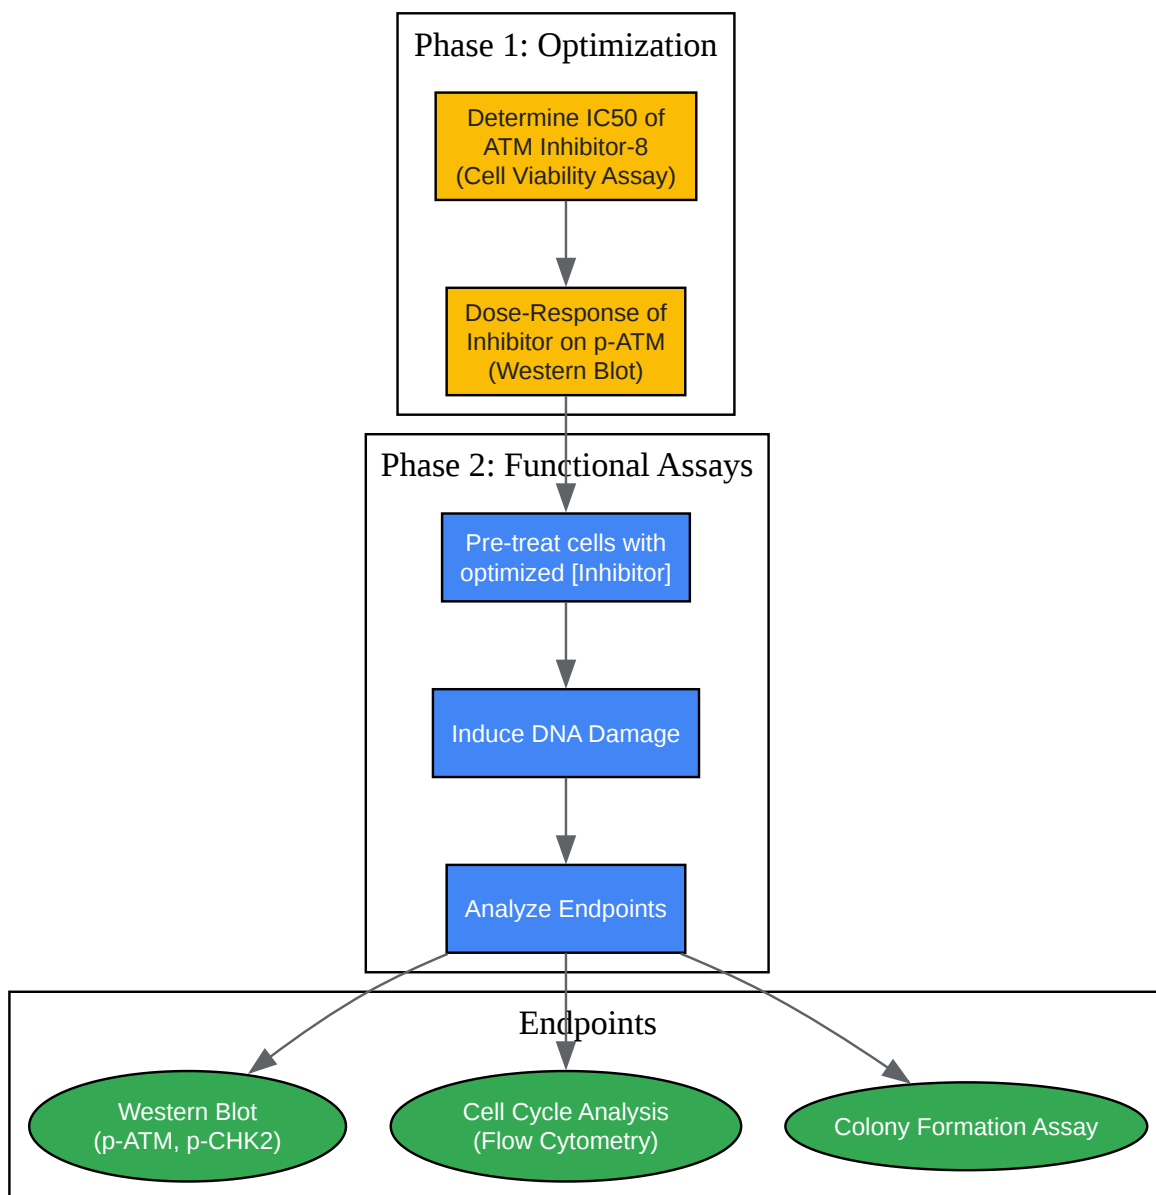 Phase 1: Optimization
Determine IC50 of
ATM Inhibitor-8
(Cell Viability Assay)
Dose-Response of
Inhibitor on p-ATM
(Western Blot)
Phase 2: Functional Assays
Pre-treat cells with
optimized [Inhibitor]
Induce DNA Damage
Analyze Endpoints
Endpoints
Western Blot
(p-ATM, p-CHK2)
Cell Cycle Analysis
(Flow Cytometry)
Colony Formation Assay